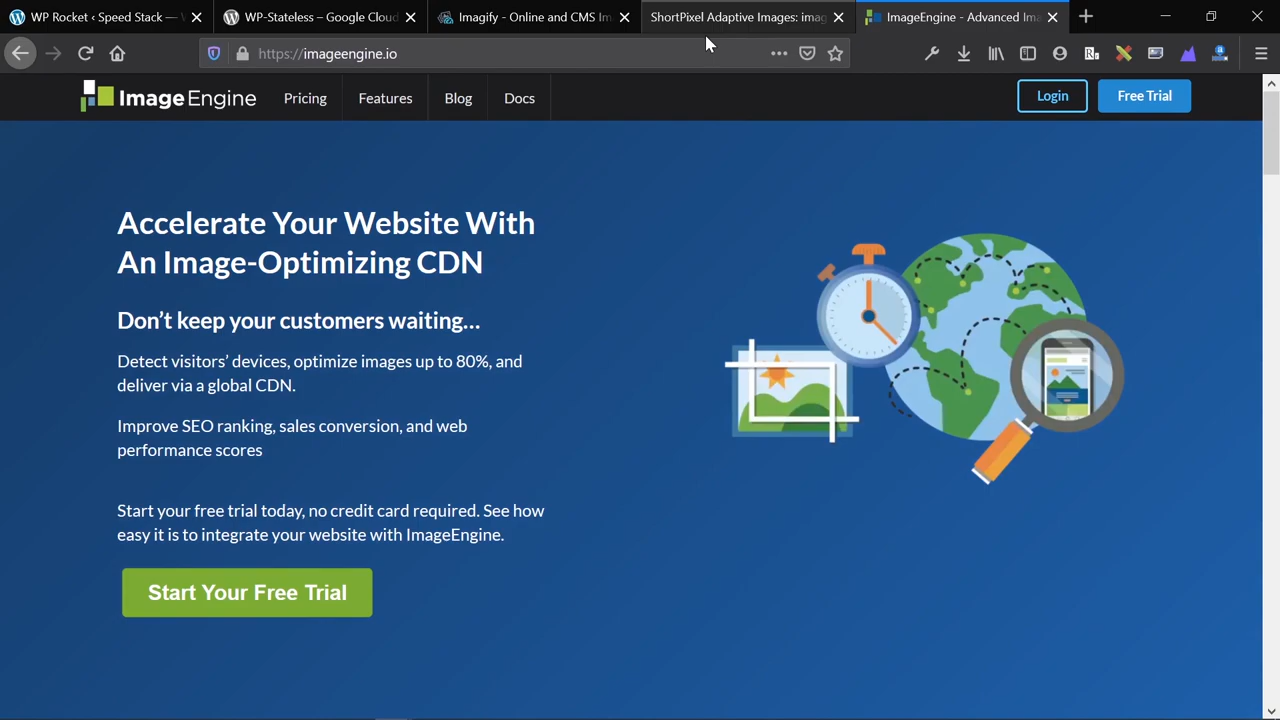 WP Rocket ‹ Speed Stack —
WP-Stateless – Google Cloud
Imagify - Online and CMS Im
ShortPixel Adaptive Images: imag
ImageEngine - Advanced Ima
https://imageengine.io
ImageEngine
Pricing
Features
Blog
Docs
Login
Free Trial
Accelerate Your Website With
An Image-Optimizing CDN
Don’t keep your customers waiting…
Detect visitors’ devices, optimize images up to 80%, and
deliver via a global CDN.
Improve SEO ranking, sales conversion, and web
performance scores
Start your free trial today, no credit card required. See how
easy it is to integrate your website with ImageEngine.
Start Your Free Trial